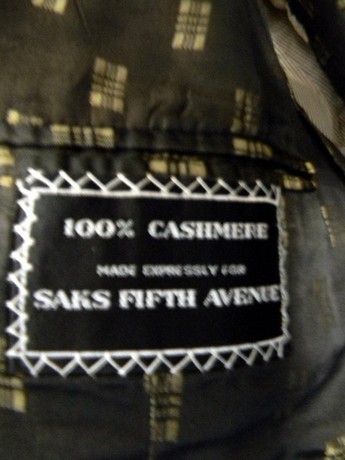 100% CASHMERE
MADE EXPRESSLY FOR
SAKS FIFTH AVENUE